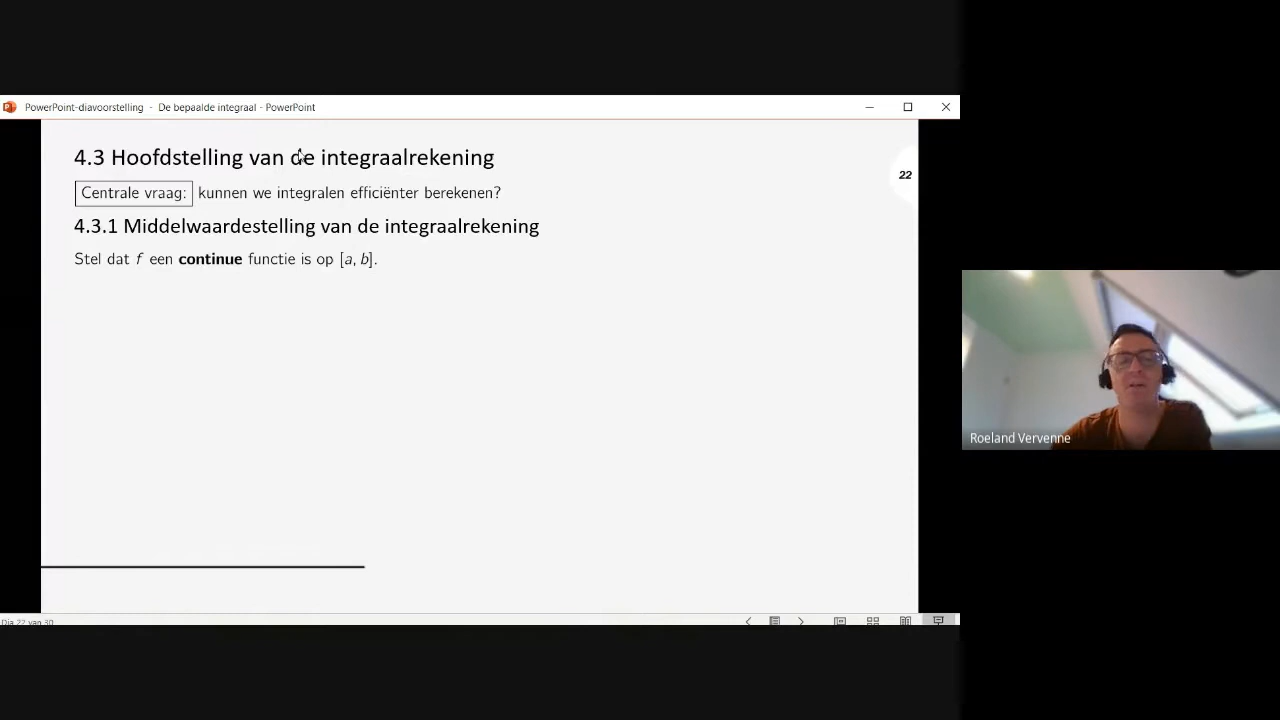 PowerPoint-diavoorstelling - De bepaalde integraal - PowerPoint
4.3 Hoofdstelling van de integraalrekening
22
Centrale vraag: kunnen we integralen efficiënter berekenen?
4.3.1 Middelwaardestelling van de integraalrekening
Stel dat f een continue functie is op [a, b].
Roeland Vervenne
Dia 22 van 30